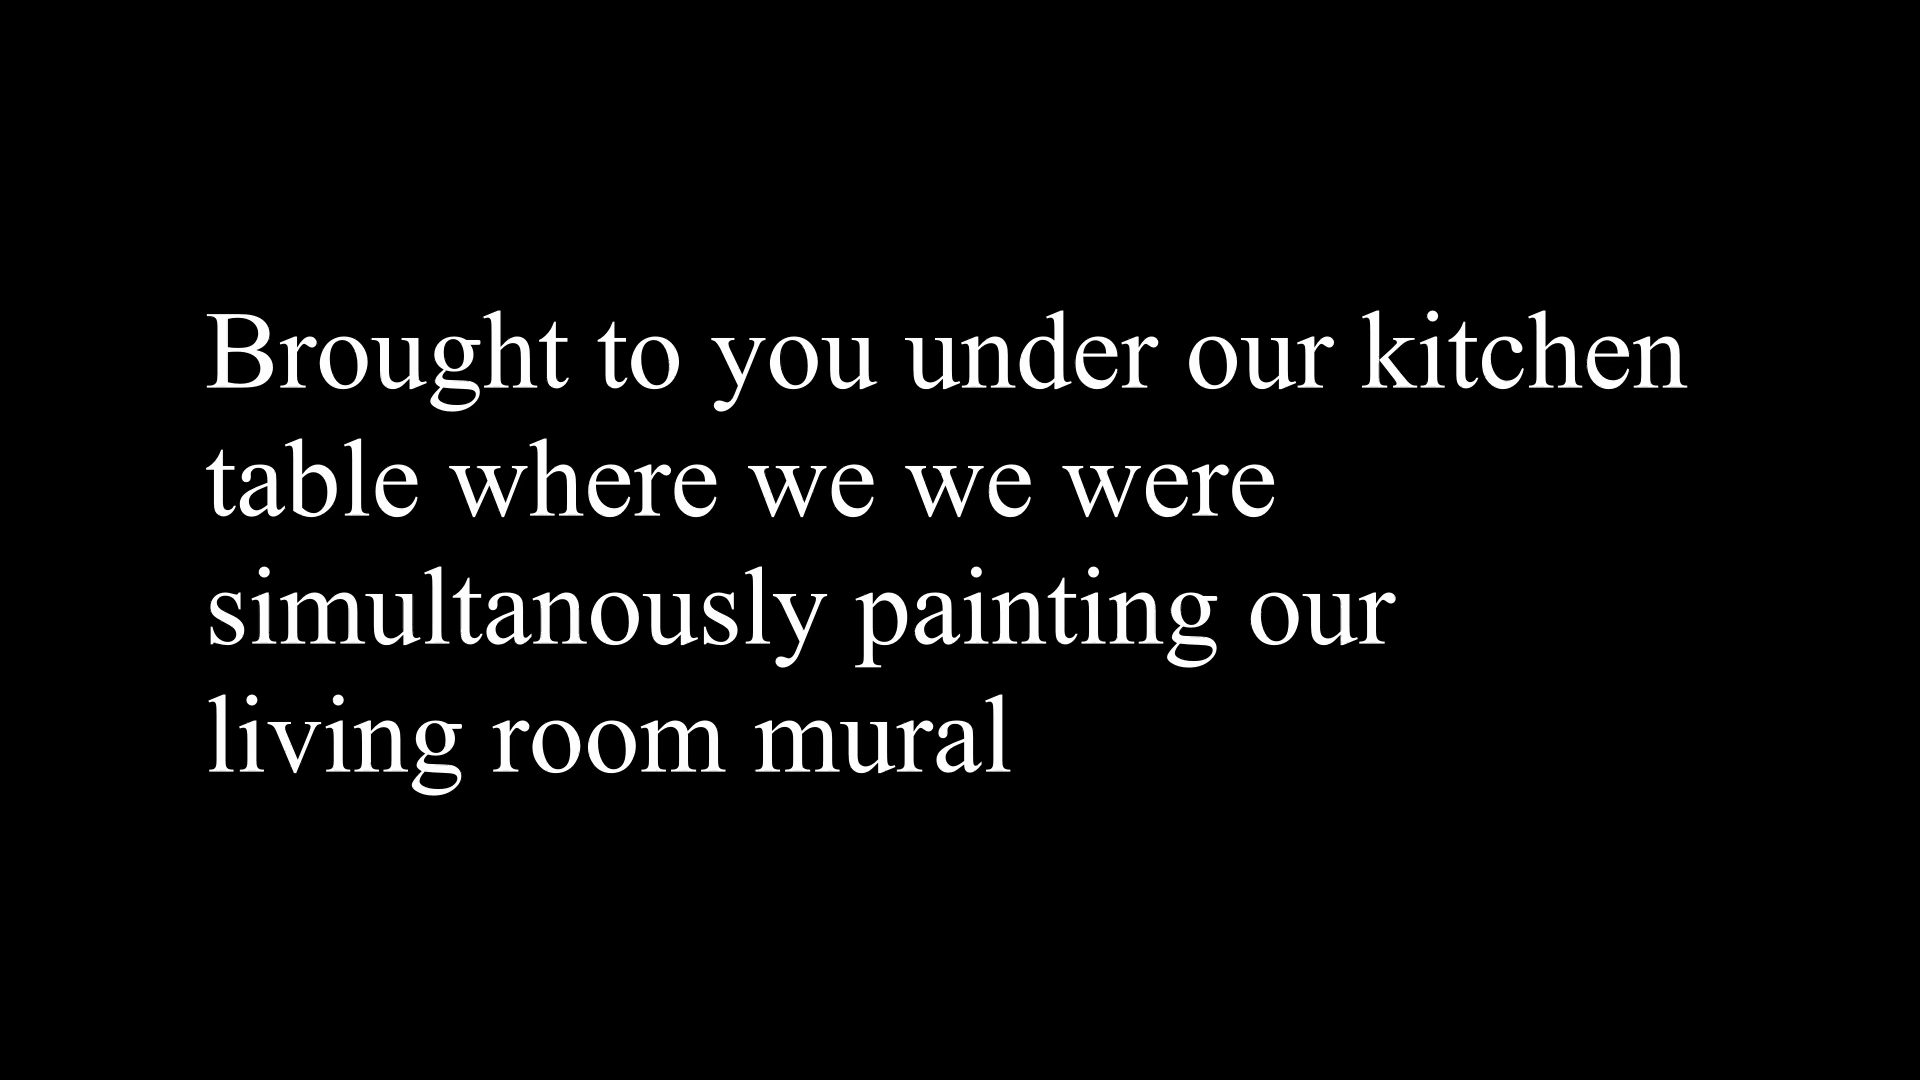 Brought to you under our kitchen
table where we we were
simultanously painting our
living room mural